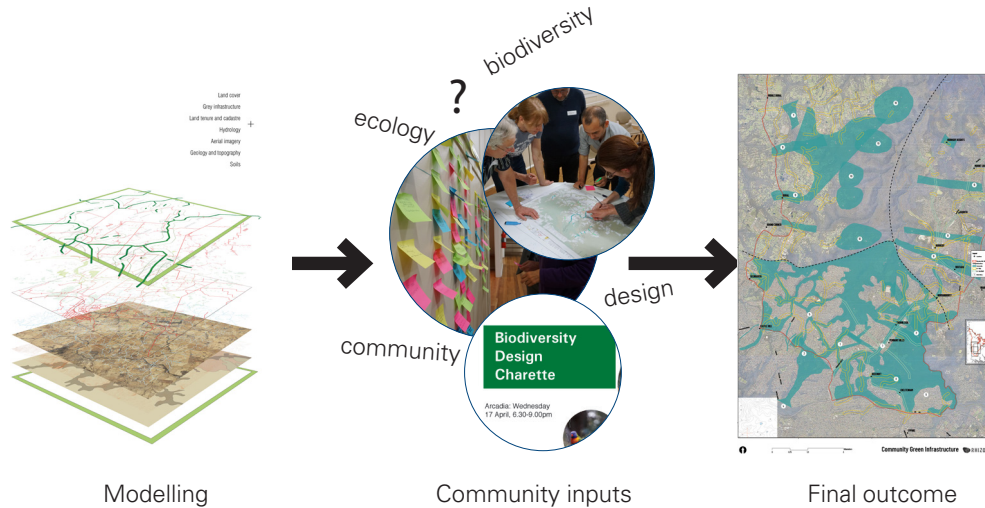 Land cover
Grey infrastructure
Land tenure and cadastre
Hydrology
Aerial imagery
Geology and topography
Soils
+
biodiversity
?
ecology
design
community
Biodiversity
Design
Charette
Arcadia: Wednesday
17 April, 6.30-9.00pm
Community Green Infrastructure
Modelling
Community inputs
Final outcome